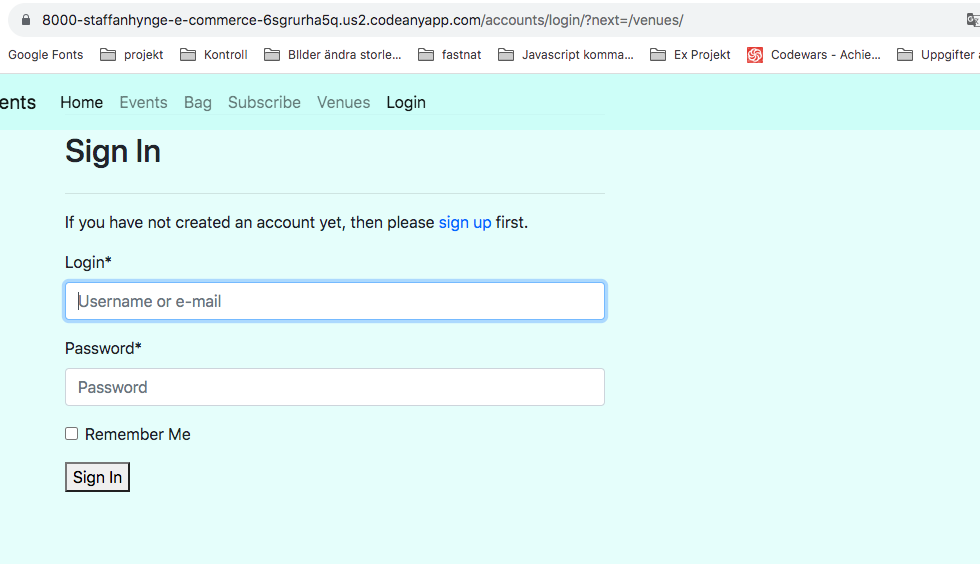 8000-staffanhynge-e-commerce-6sgrurha5q.us2.codeanyapp.com/accounts/login/?next=/venues/
Google Fonts projekt Kontroll BIlder ändra storle... fastnat Javascript komma... Ex Projekt Codewars - Achie... Uppgifter
ents Home Events Bag Subscribe Venues Login
Sign In
If you have not created an account yet, then please sign up first.
Login*
Username or e-mail
Password*
Password
Remember Me
Sign In